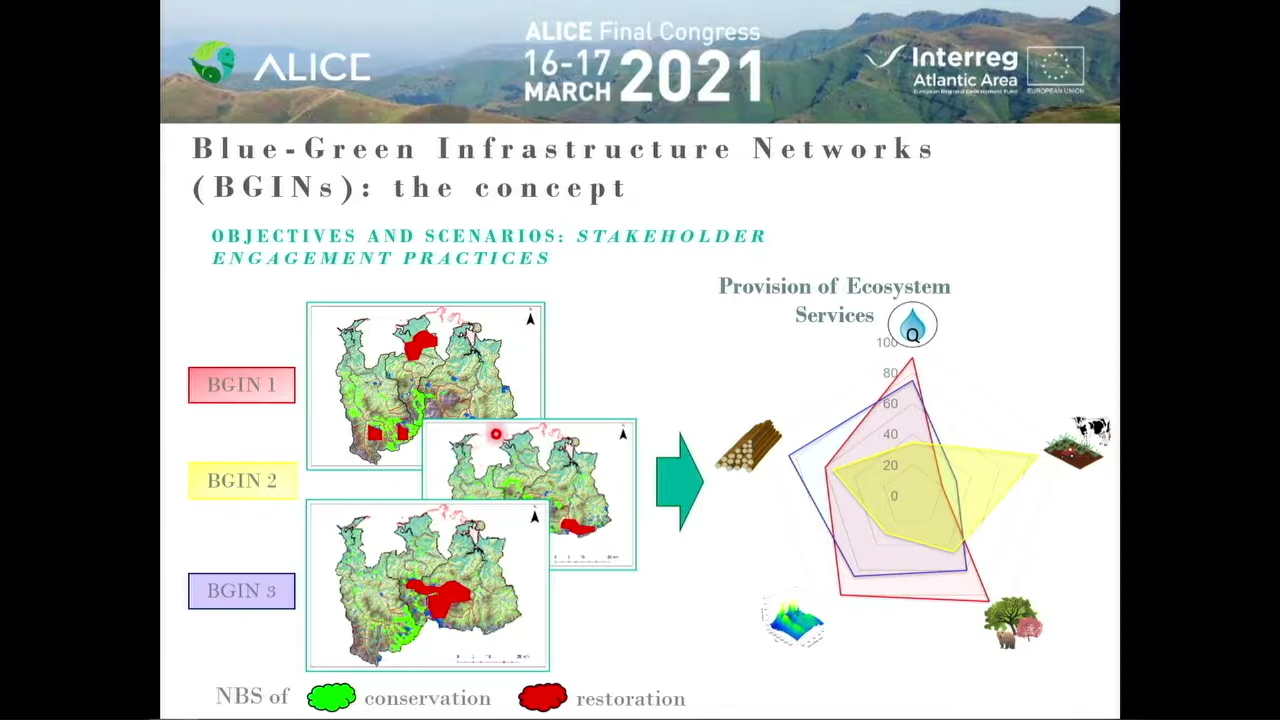 ALICE
ALICE Final Congress
16-17
MARCH 2021
Interreg
Atlantic Area
European Regional Development Fund
EUROPEAN UNION
Blue-Green Infrastructure Networks
(BGINs): the concept
OBJECTIVES AND SCENARIOS: STAKEHOLDER
ENGAGEMENT PRACTICES
Provision of Ecosystem
Services
Q
100
80
60
40
20
0
BGIN 1
BGIN 2
BGIN 3
NBS of
conservation
restoration